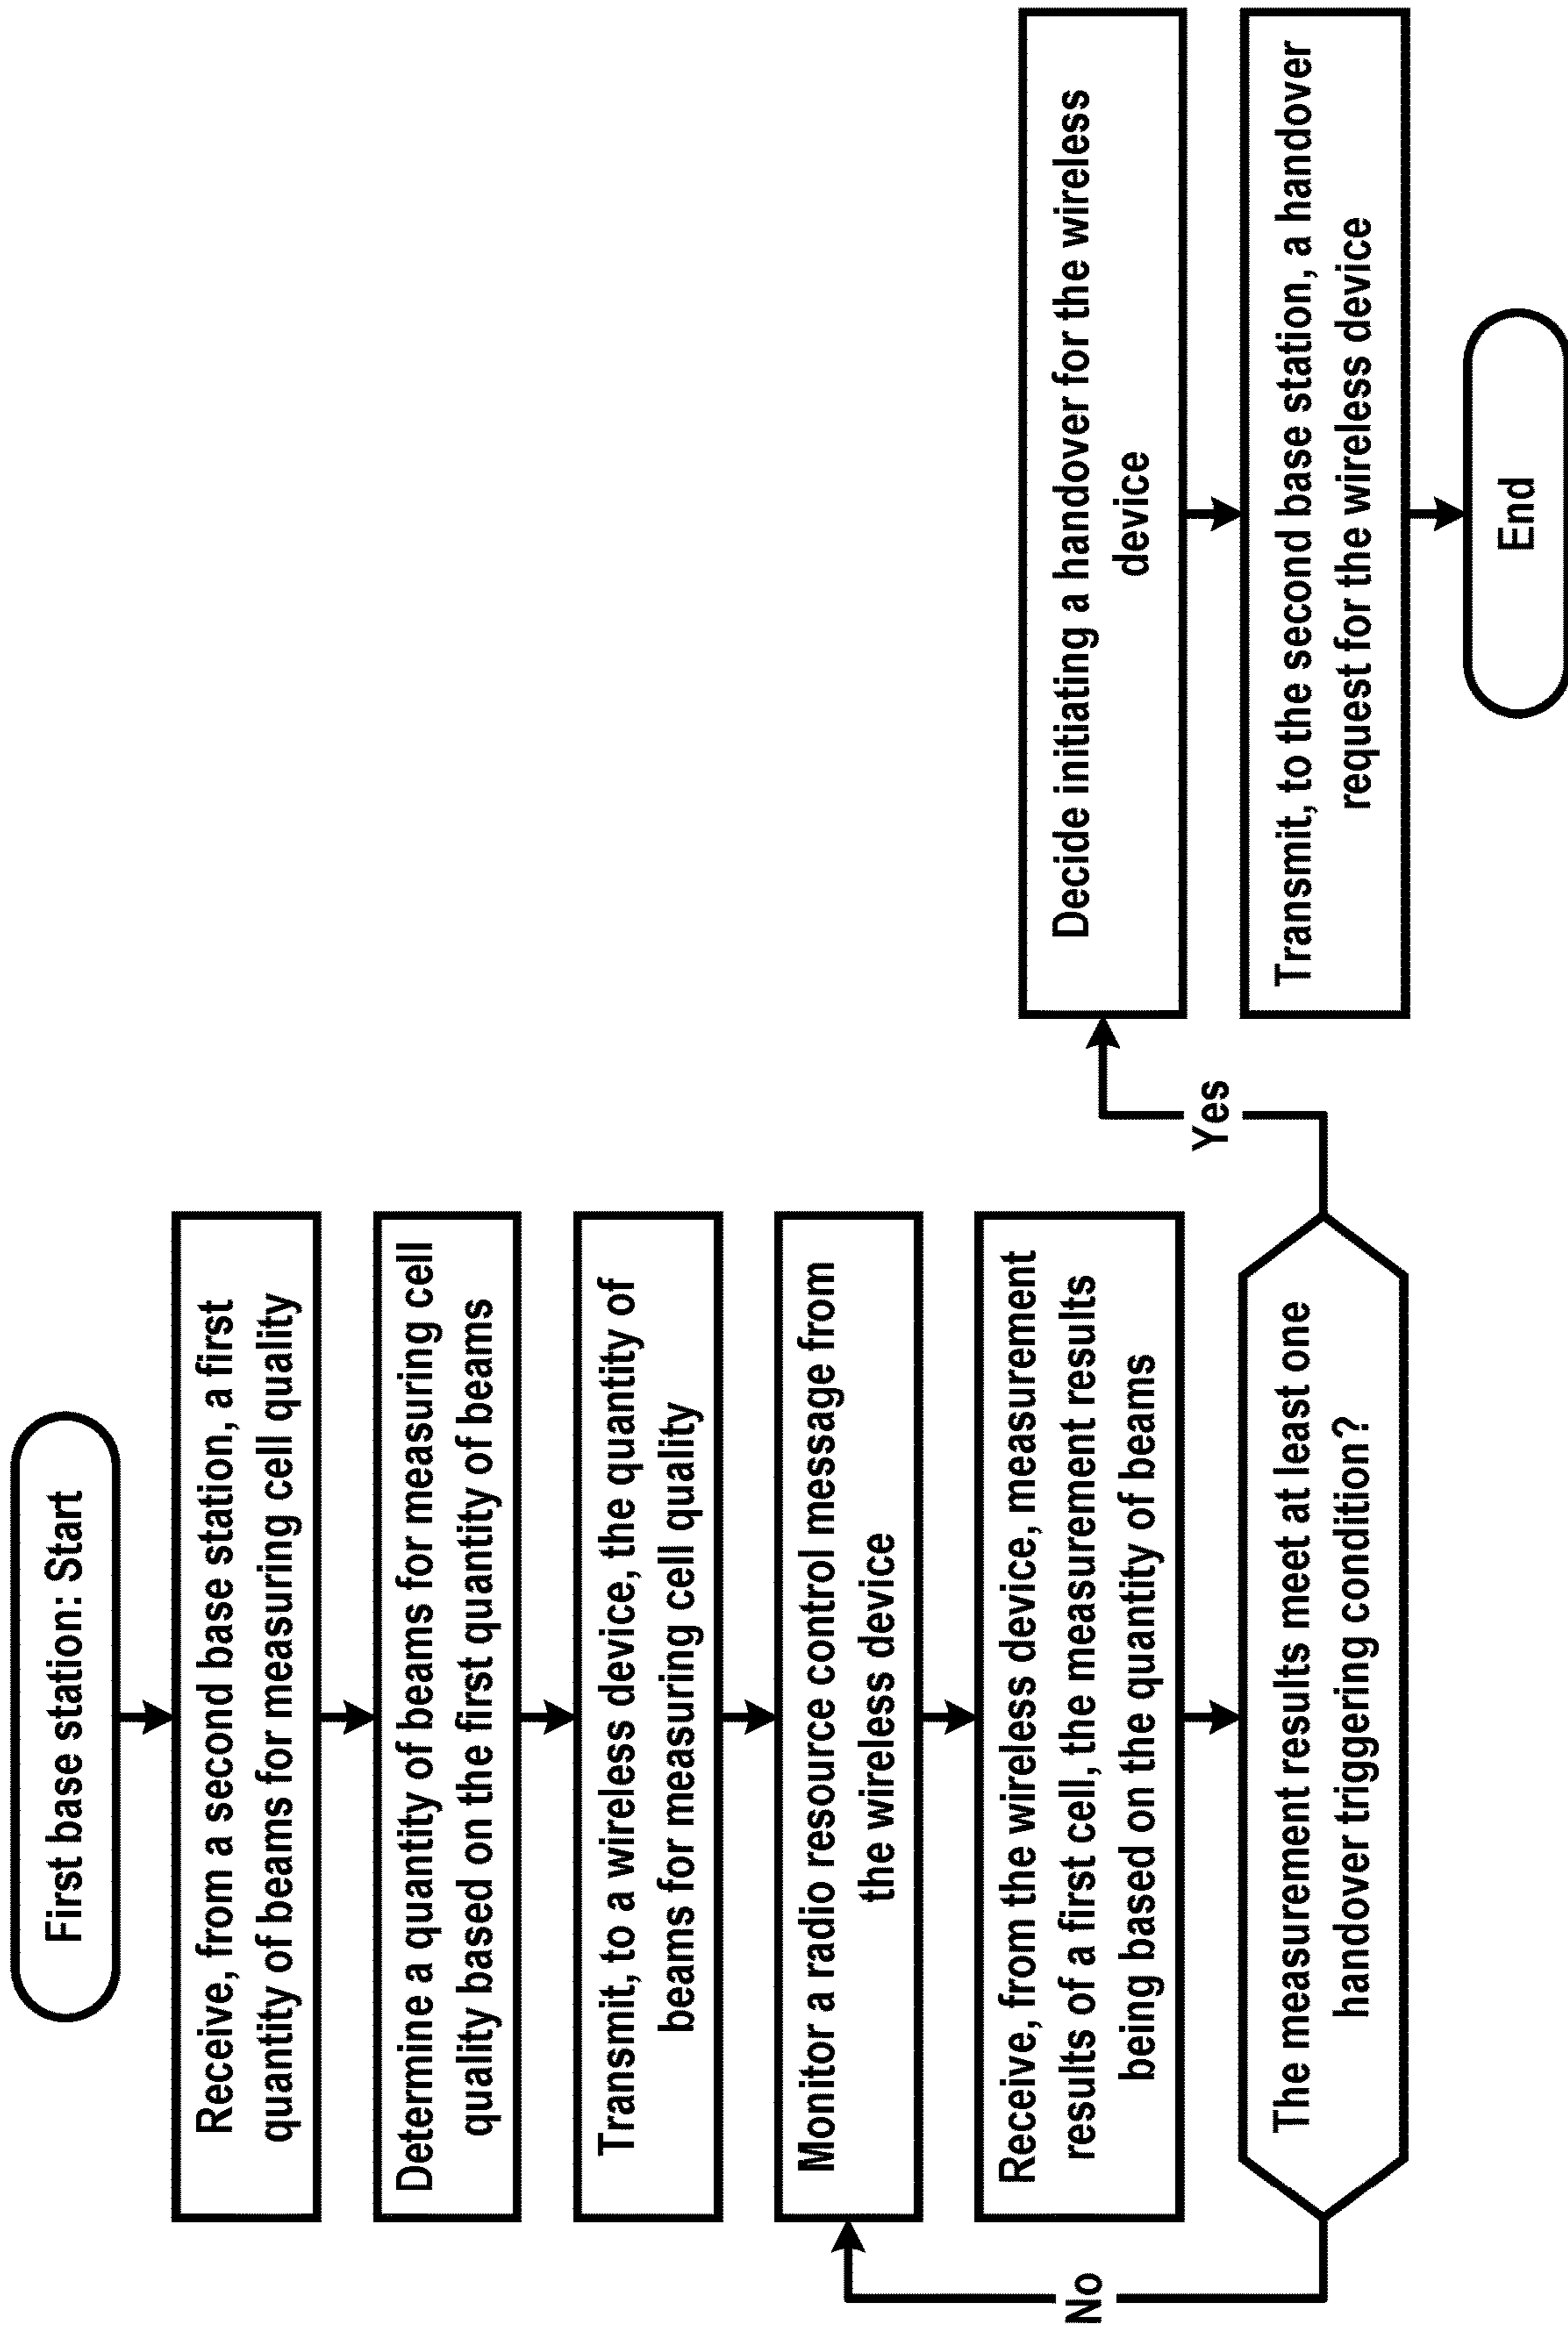 First base station: Start
Receive, from a second base station, a first
quantity of beams for measuring cell quality
Determine a quantity of beams for measuring cell
quality based on the first quantity of beams
Transmit, to a wireless device, the quantity of
beams for measuring cell quality
Monitor a radio resource control message from
the wireless device
Receive, from the wireless device, measurement
results of a first cell, the measurement results
being based on the quantity of beams
The measurement results meet at least one
handover triggering condition?
No
Yes
Decide initiating a handover for the wireless
device
Transmit, to the second base station, a handover
request for the wireless device
End